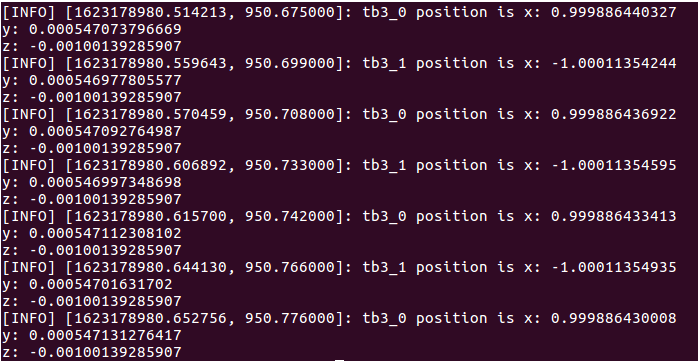 [INFO] [1623178980.514213, 950.675000]: tb3_0 position is x: 0.999886440327
y: 0.000547073796669
z: -0.00100139285907
[INFO] [1623178980.559643, 950.699000]: tb3_1 position is x: -1.00011354244
y: 0.000546977805577
z: -0.00100139285907
[INFO] [1623178980.570459, 950.708000]: tb3_0 position is x: 0.999886436922
y: 0.000547092764987
z: -0.00100139285907
[INFO] [1623178980.606892, 950.733000]: tb3_1 position is x: -1.00011354595
y: 0.000546997348698
z: -0.00100139285907
[INFO] [1623178980.615700, 950.742000]: tb3_0 position is x: 0.999886433413
y: 0.000547112308102
z: -0.00100139285907
[INFO] [1623178980.644130, 950.766000]: tb3_1 position is x: -1.00011354935
y: 0.00054701631702
z: -0.00100139285907
[INFO] [1623178980.652756, 950.776000]: tb3_0 position is x: 0.999886430008
y: 0.000547131276417
z: -0.00100139285907